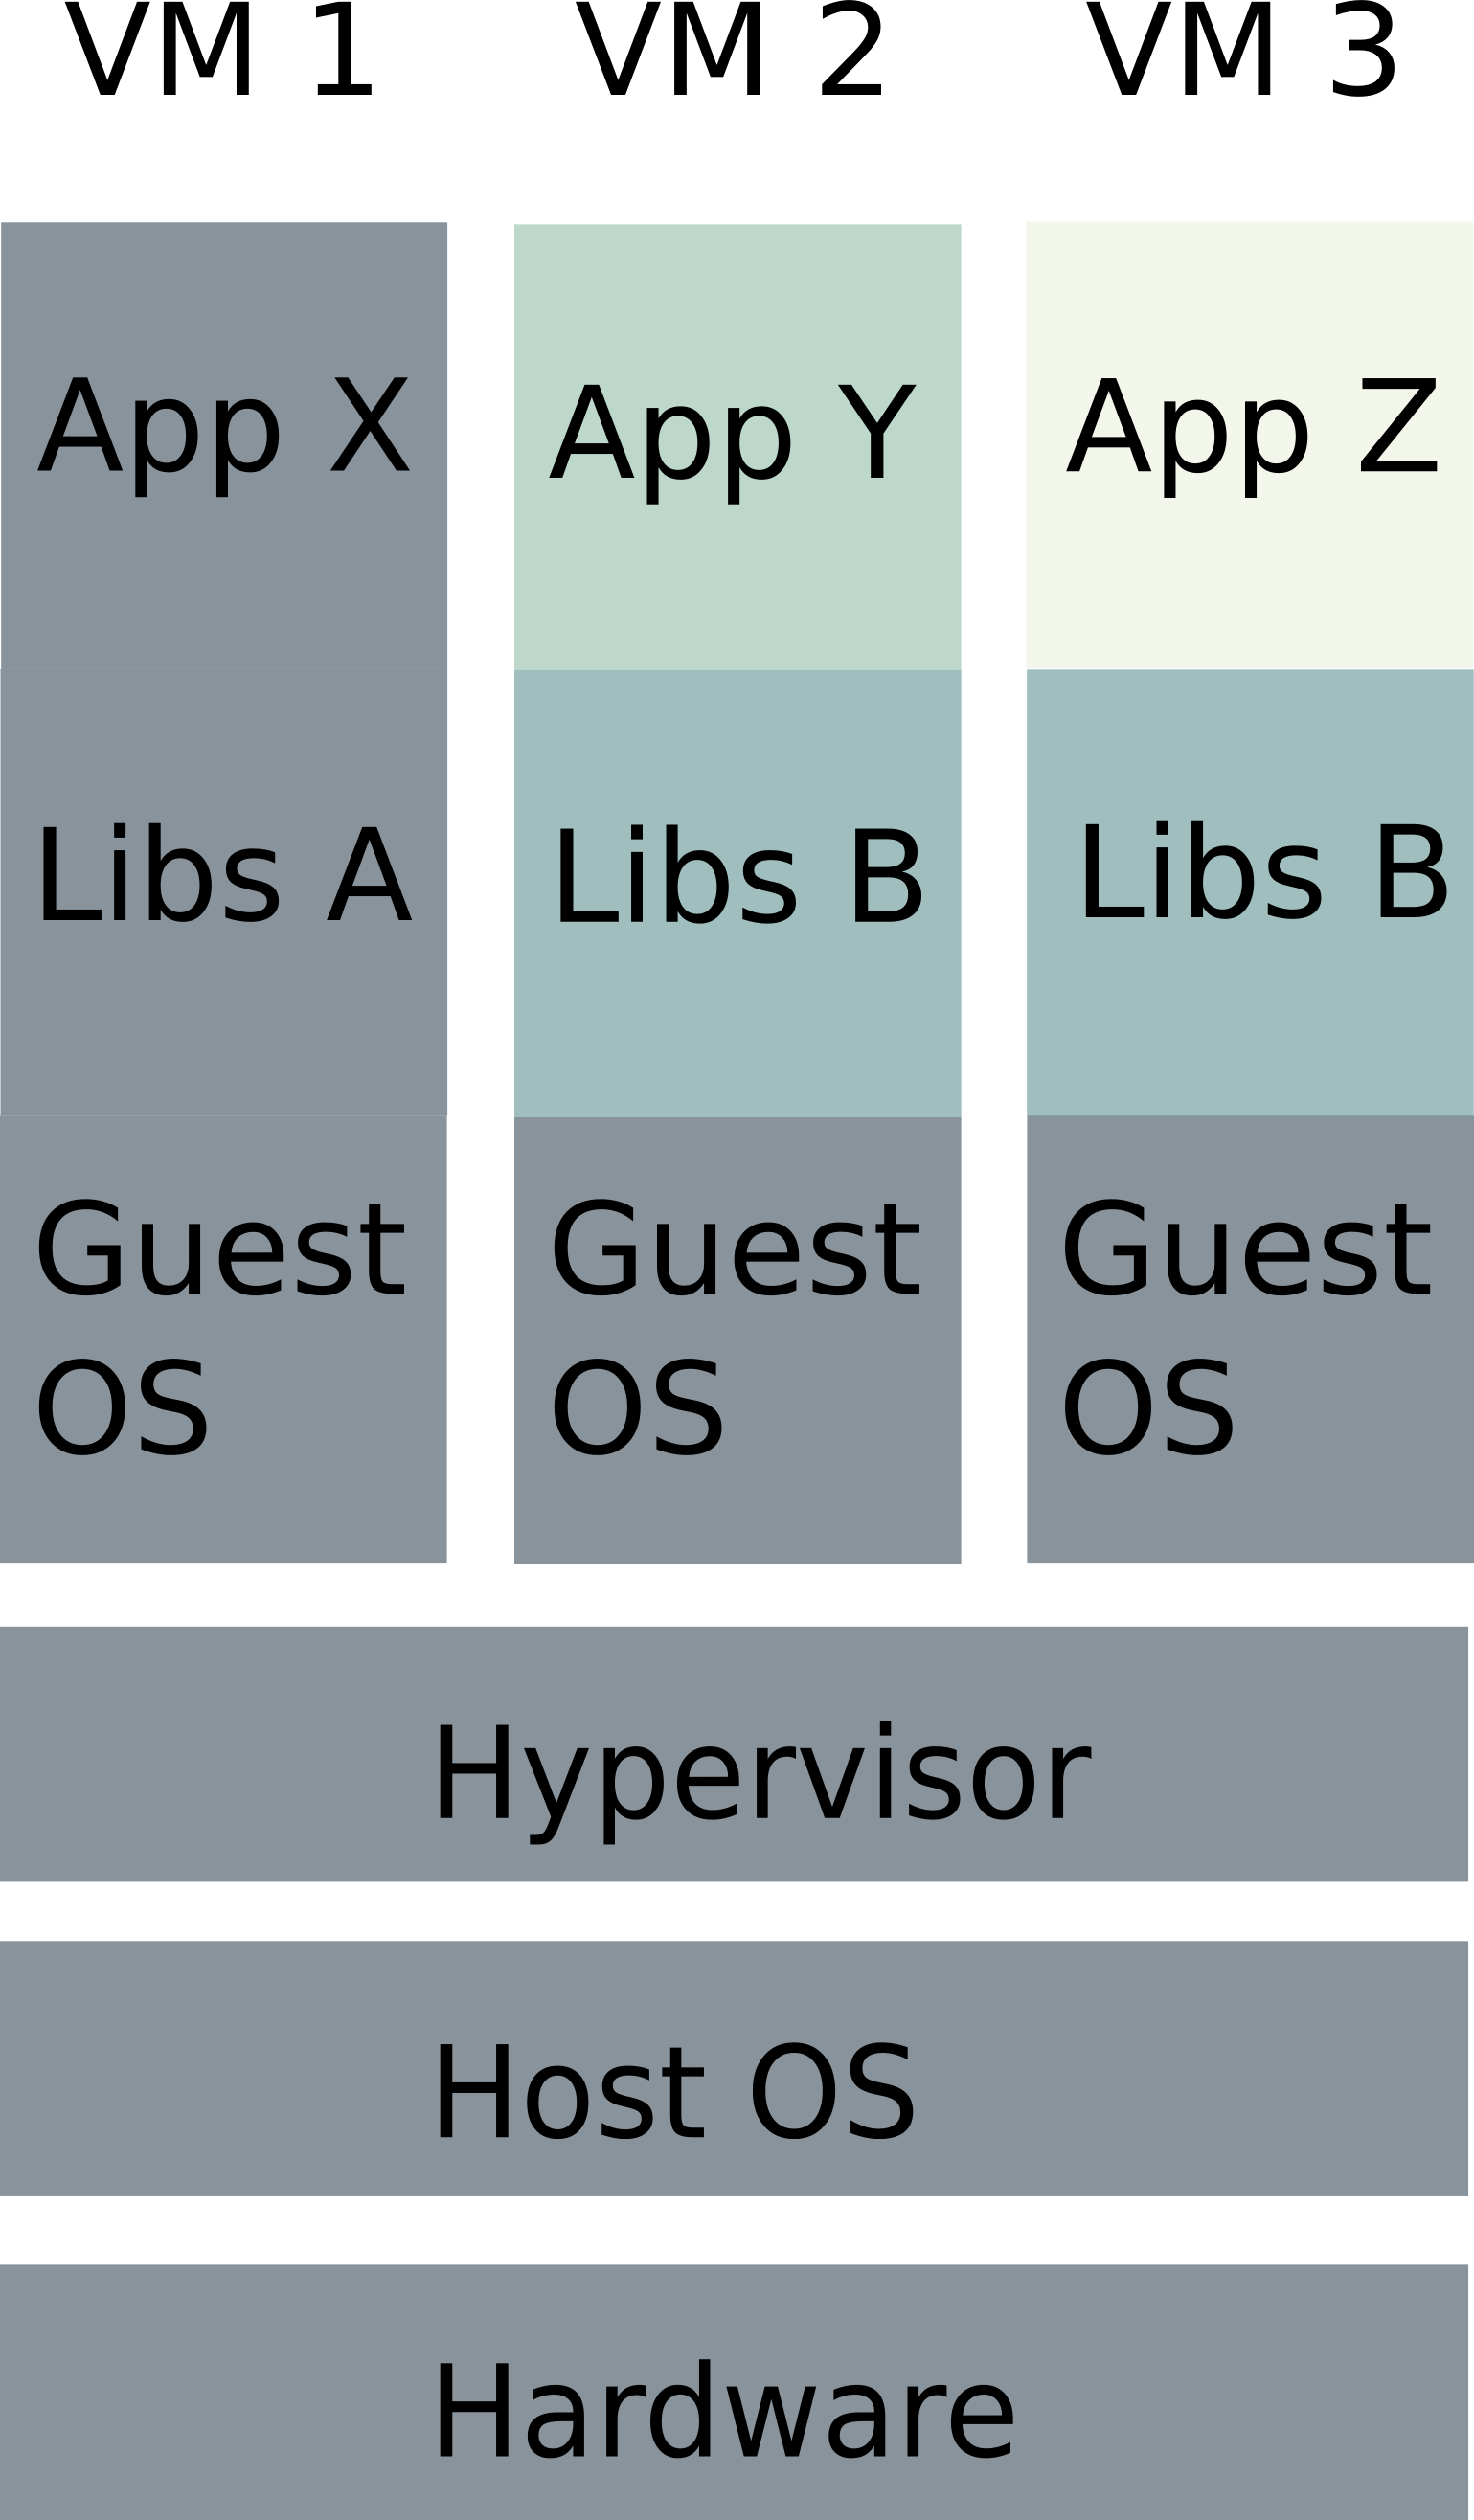 VM 1 VM 2 VM 3
App X App Y App Z
Libs A Libs B Libs B
Guest Guest Guest
OS OS OS
Hypervisor
Host OS
Hardware